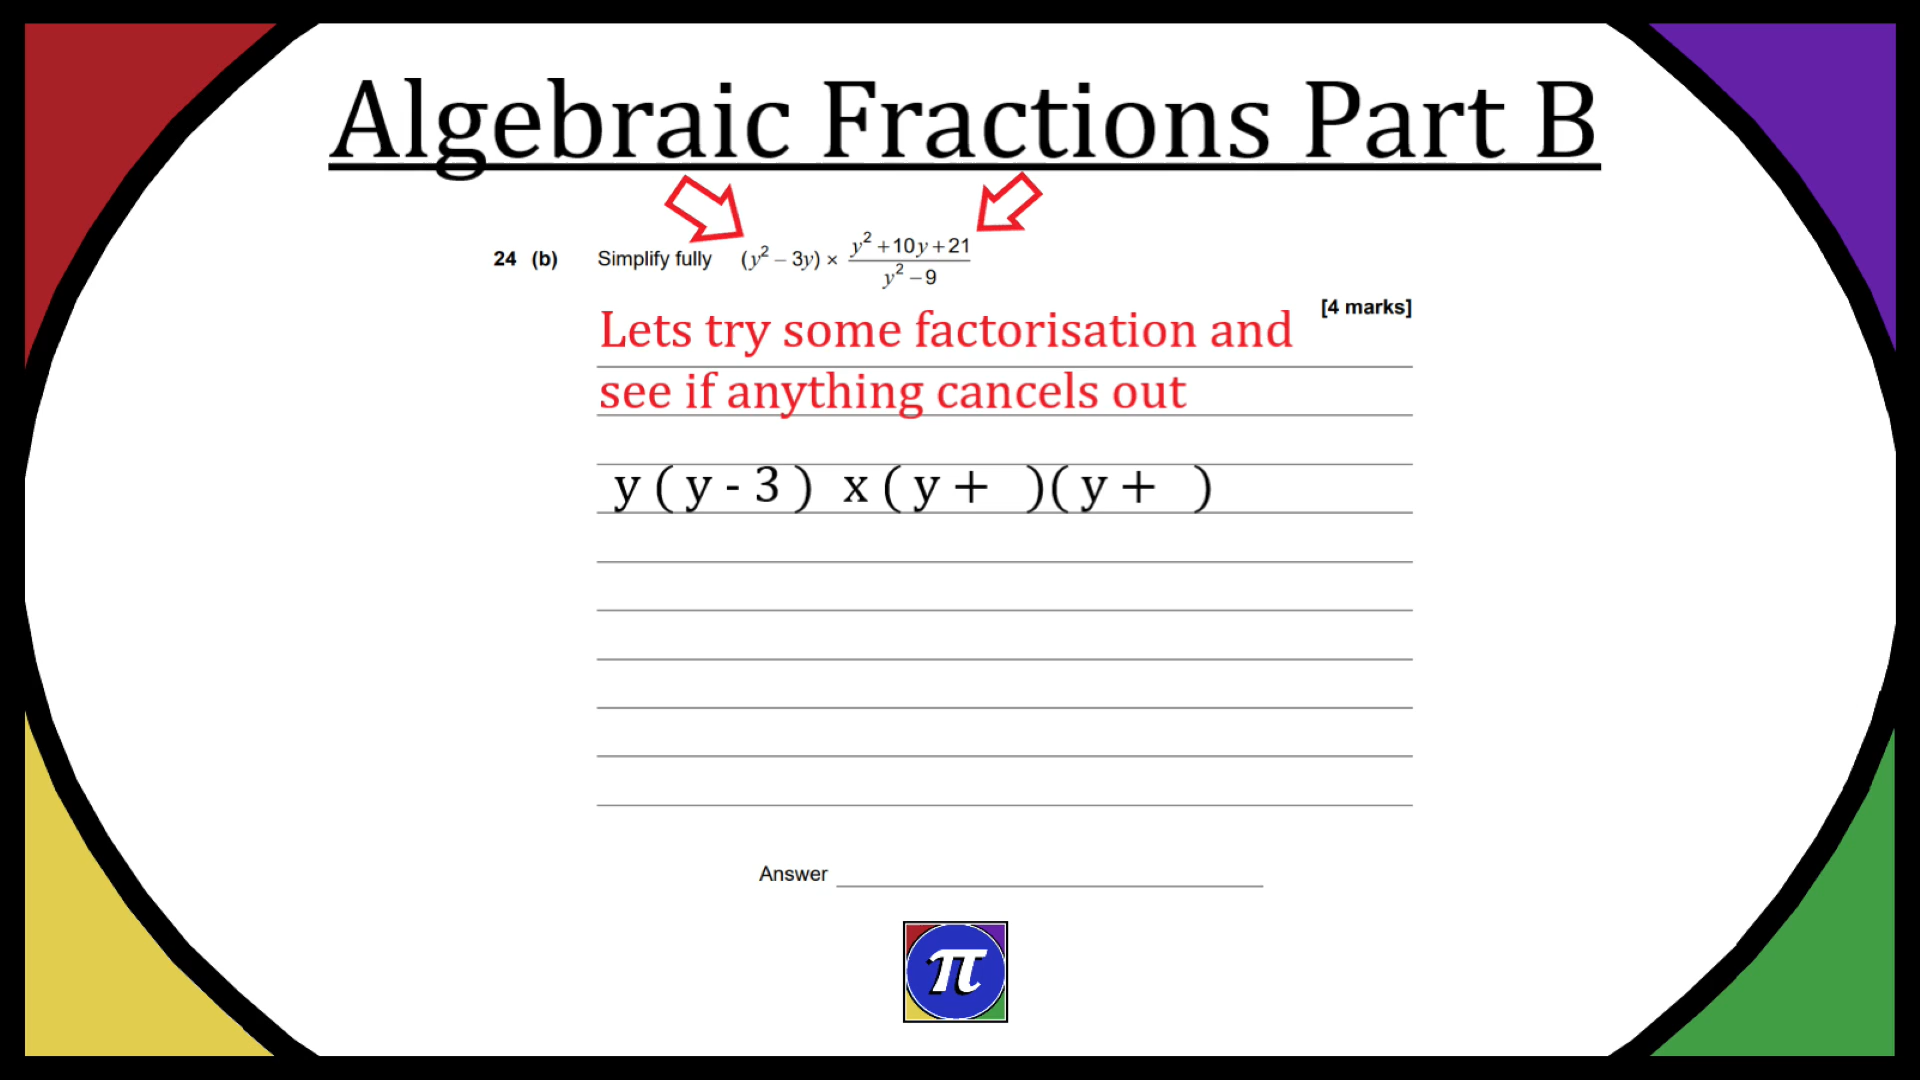 Algebraic Fractions Part B
24 (b) Simplify fully (y² – 3y) × \frac{y² + 10y + 21}{y² – 9}
[4 marks]
Lets try some factorisation and
see if anything cancels out
y ( y - 3 ) x ( y + )( y + )
Answer
π